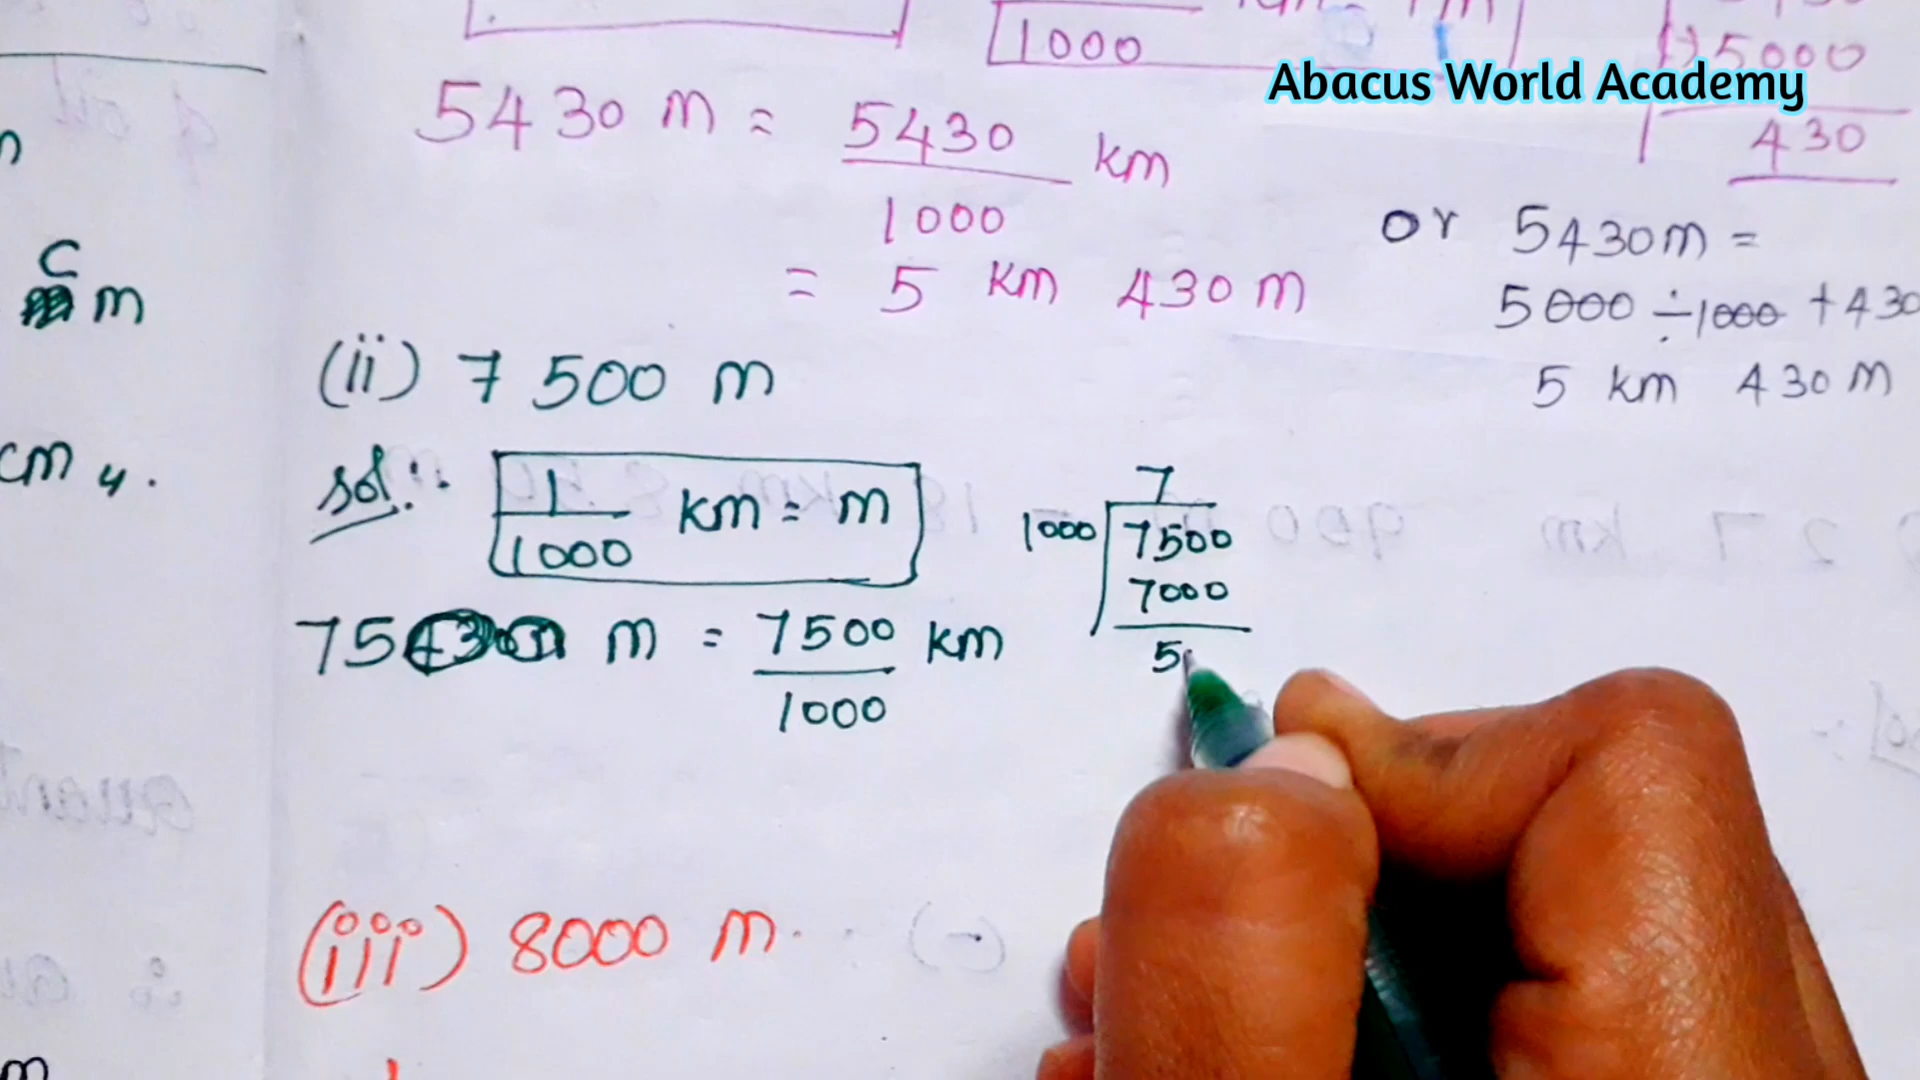 1000
5000
Abacus World Academy
430
5430 m = 5430 km
1000
= 5 km 430 m
or 5430 m =
5000 ÷ 1000 + 430
5 km 430 m
c
m
(ii) 7 500 m
cm
sol:
1 km = m
1000
7
1000 7500
7000
5
75 m = 7500 km
1000
(iii) 8000 m